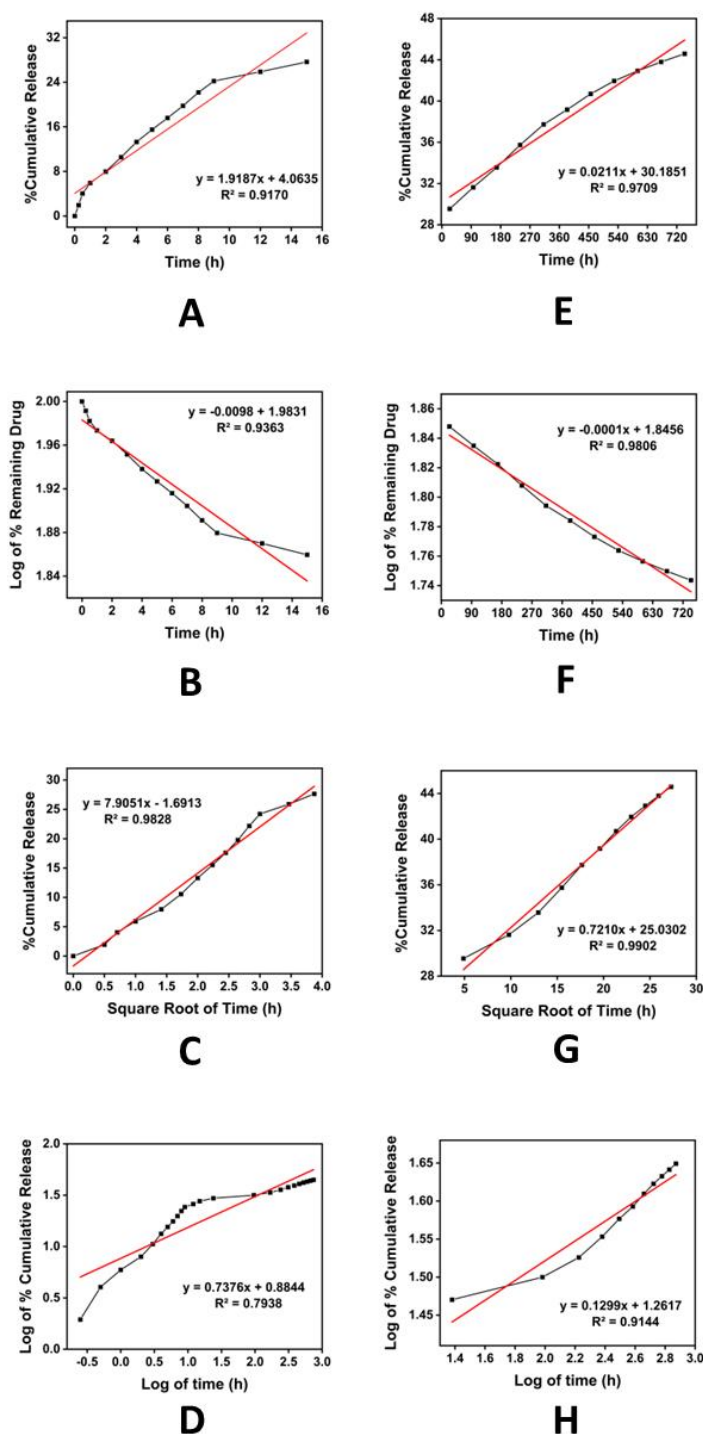 %Cumulative Release
32
24
16
8
0
y = 1.9187x + 4.0635
R² = 0.9170
0 2 4 6 8 10 12 14 16
Time (h)
A
%Cumulative Release
48
44
40
36
32
28
y = 0.0211x + 30.1851
R² = 0.9709
0 90 180 270 360 450 540 630 720
Time (h)
E
Log of % Remaining Drug
2.00
1.96
1.92
1.88
1.84
y = -0.0098 + 1.9831
R² = 0.9363
0 2 4 6 8 10 12 14 16
Time (h)
B
Log of % Remaining Drug
1.86
1.84
1.82
1.80
1.78
1.76
1.74
y = -0.0001x + 1.8456
R² = 0.9806
0 90 180 270 360 450 540 630 720
Time (h)
F
%Cumulative Release
30
25
20
15
10
5
0
y = 7.9051x - 1.6913
R² = 0.9828
0.0 0.5 1.0 1.5 2.0 2.5 3.0 3.5 4.0
Square Root of Time (h)
C
%Cumulative Release
44
40
36
32
28
y = 0.7210x + 25.0302
R² = 0.9902
5 10 15 20 25 30
Square Root of Time (h)
G
Log of % Cumulative Release
2.0
1.5
1.0
0.5
0.0
y = 0.7376x + 0.8844
R² = 0.7938
-0.5 0.0 0.5 1.0 1.5 2.0 2.5 3.0
Log of time (h)
D
Log of % Cumulative Release
1.65
1.60
1.55
1.50
1.45
y = 0.1299x + 1.2617
R² = 0.9144
1.4 1.6 1.8 2.0 2.2 2.4 2.6 2.8 3.0
Log of time (h)
H